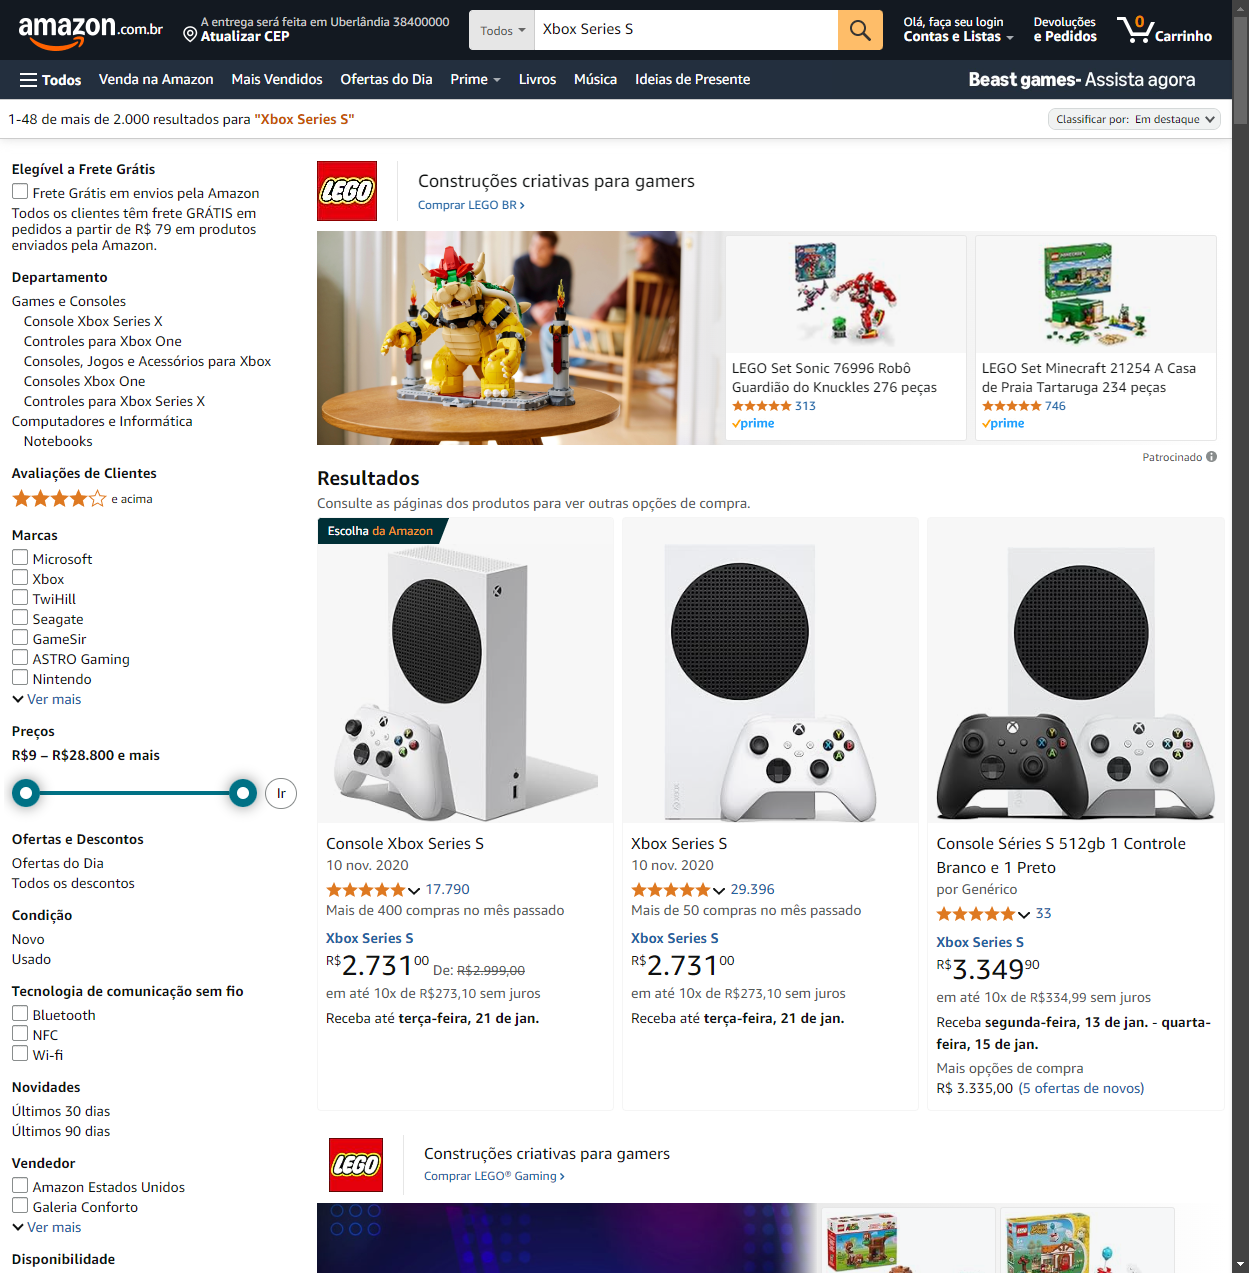 amazon.com.br
A entrega será feita em Uberlândia 38400000
Atualizar CEP
Todos
Xbox Series S
Olá, faça seu login
Contas e Listas
Devoluções
e Pedidos
0
Carrinho
Todos
Venda na Amazon
Mais Vendidos
Ofertas do Dia
Prime
Livros
Música
Ideias de Presente
Beast games- Assista agora
1-48 de mais de 2.000 resultados para "Xbox Series S"
Classificar por: Em destaque
Elegível a Frete Grátis
Frete Grátis em envios pela Amazon
Todos os clientes têm frete GRÁTIS em
pedidos a partir de R$ 79 em produtos
enviados pela Amazon.
Departamento
Games e Consoles
Console Xbox Series X
Controles para Xbox One
Consoles, Jogos e Acessórios para Xbox
Consoles Xbox One
Controles para Xbox Series X
Computadores e Informática
Notebooks
Avaliações de Clientes
e acima
Marcas
Microsoft
Xbox
TwiHill
Seagate
GameSir
ASTRO Gaming
Nintendo
Ver mais
Preços
R$9 – R$28.800 e mais
Ir
Ofertas e Descontos
Ofertas do Dia
Todos os descontos
Condição
Novo
Usado
Tecnologia de comunicação sem fio
Bluetooth
NFC
Wi-fi
Novidades
Últimos 30 dias
Últimos 90 dias
Vendedor
Amazon Estados Unidos
Galeria Conforto
Ver mais
Disponibilidade
LEGO
Construções criativas para gamers
Comprar LEGO BR ›
LEGO Set Sonic 76996 Robô
Guardião do Knuckles 276 peças
313
prime
LEGO Set Minecraft 21254 A Casa
de Praia Tartaruga 234 peças
746
prime
Patrocinado
Resultados
Consulte as páginas dos produtos para ver outras opções de compra.
Escolha da Amazon
Console Xbox Series S
10 nov. 2020
17.790
Mais de 400 compras no mês passado
Xbox Series S
R$2.73100 De: R$2.999,00
em até 10x de R$273,10 sem juros
Receba até terça-feira, 21 de jan.
Xbox Series S
10 nov. 2020
29.396
Mais de 50 compras no mês passado
Xbox Series S
R$2.73100
em até 10x de R$273,10 sem juros
Receba até terça-feira, 21 de jan.
Console Séries S 512gb 1 Controle
Branco e 1 Preto
por Genérico
33
Xbox Series S
R$3.34990
em até 10x de R$334,99 sem juros
Receba segunda-feira, 13 de jan. - quarta-
feira, 15 de jan.
Mais opções de compra
R$ 3.335,00 (5 ofertas de novos)
LEGO
Construções criativas para gamers
Comprar LEGO® Gaming ›